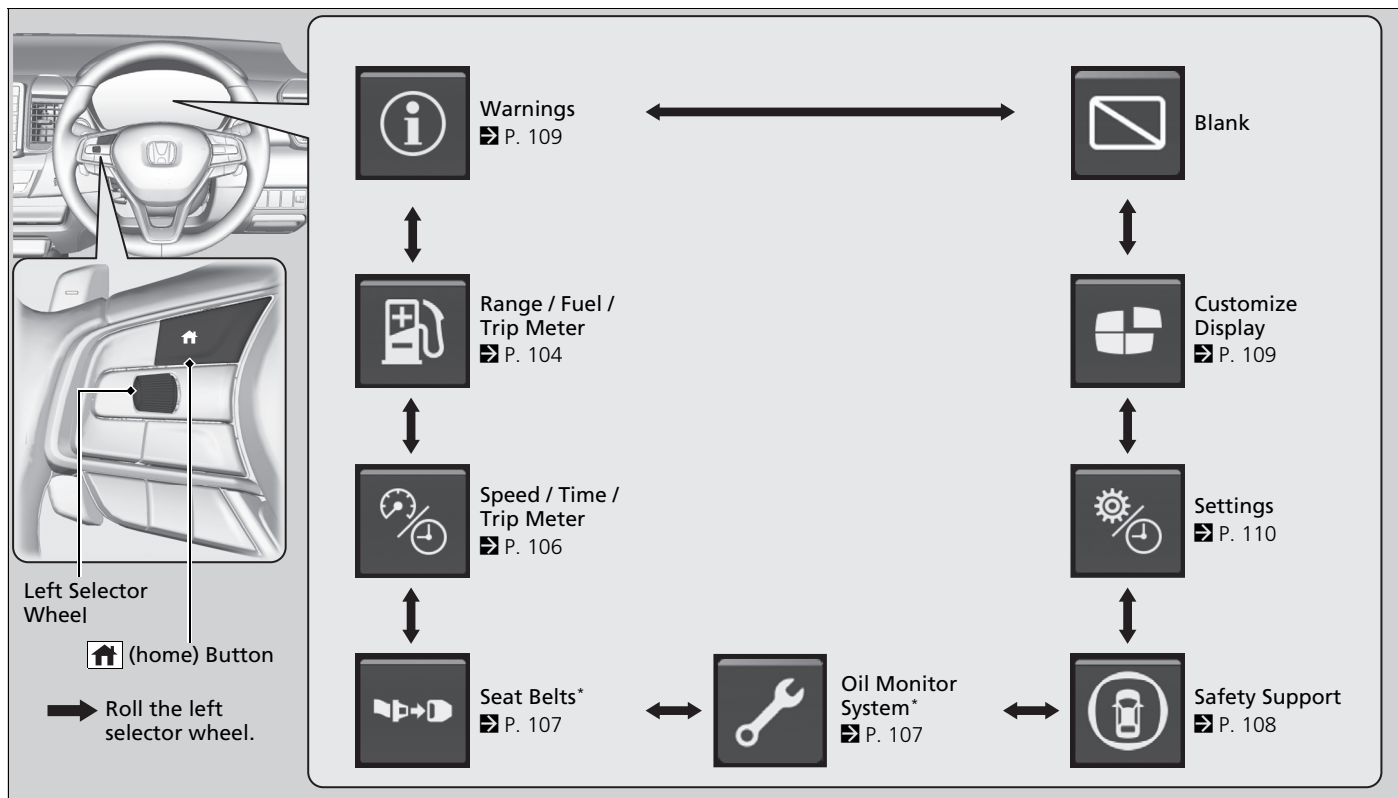 Warnings
P. 109
Blank
Range / Fuel /
Trip Meter
P. 104
Customize
Display
P. 109
Speed / Time /
Trip Meter
P. 106
Settings
P. 110
Left Selector
Wheel
(home) Button
Roll the left
selector wheel.
Seat Belts*
P. 107
Oil Monitor
System*
P. 107
Safety Support
P. 108